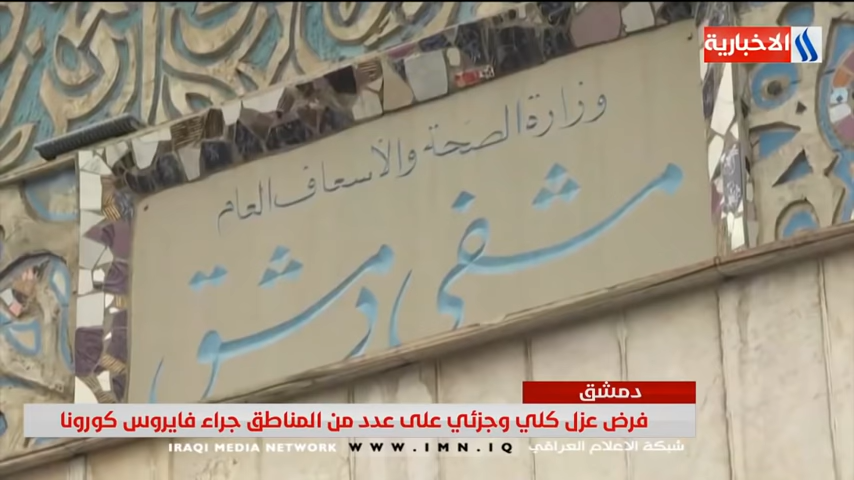 الاخبارية
وزارة الصحة والأسعاف العام
مشفى دمشق
دمشق
فرض عزل كلي وجزئي على عدد من المناطق جراء فايروس كورونا
IRAQI MEDIA NETWORK WWW.IMN.IQ شبكة الاعلام العراقي